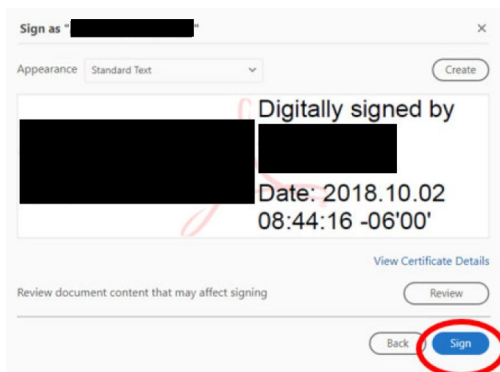 Sign as "        "
×
Appearance Standard Text Create
Digitally signed by
Date: 2018.10.02
08:44:16 -06'00'
View Certificate Details
Review document content that may affect signing Review
Back Sign